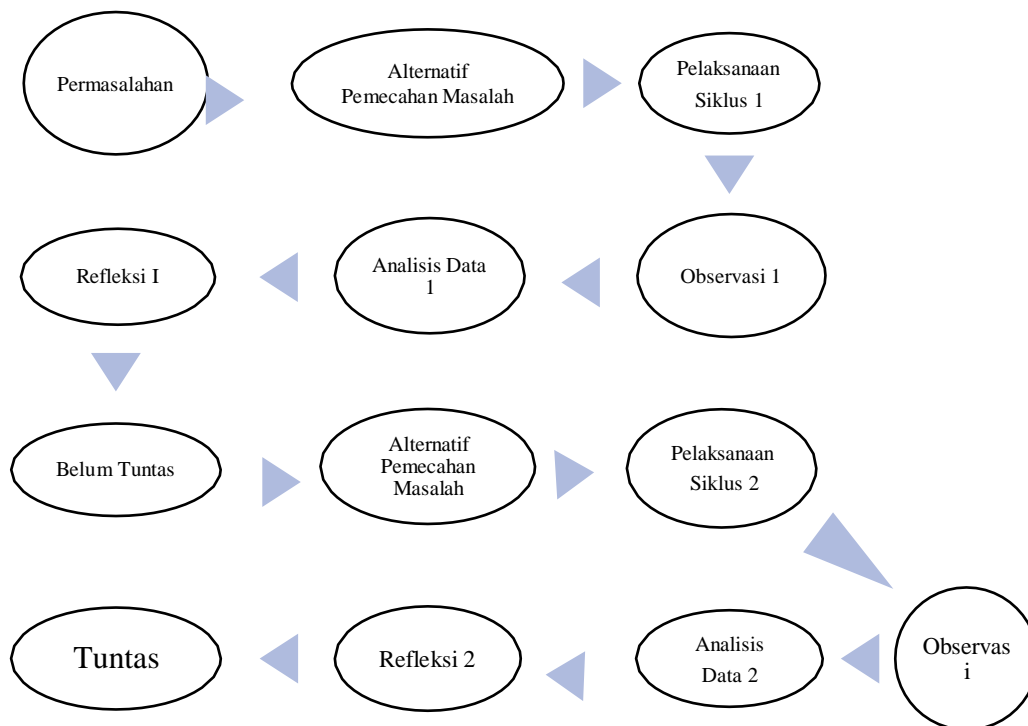 Permasalahan
Alternatif
Pemecahan Masalah
Pelaksanaan
Siklus 1
Observasi 1
Analisis Data
1
Refleksi I
Belum Tuntas
Alternatif
Pemecahan
Masalah
Pelaksanaan
Siklus 2
Observas
i
Analisis
Data 2
Refleksi 2
Tuntas